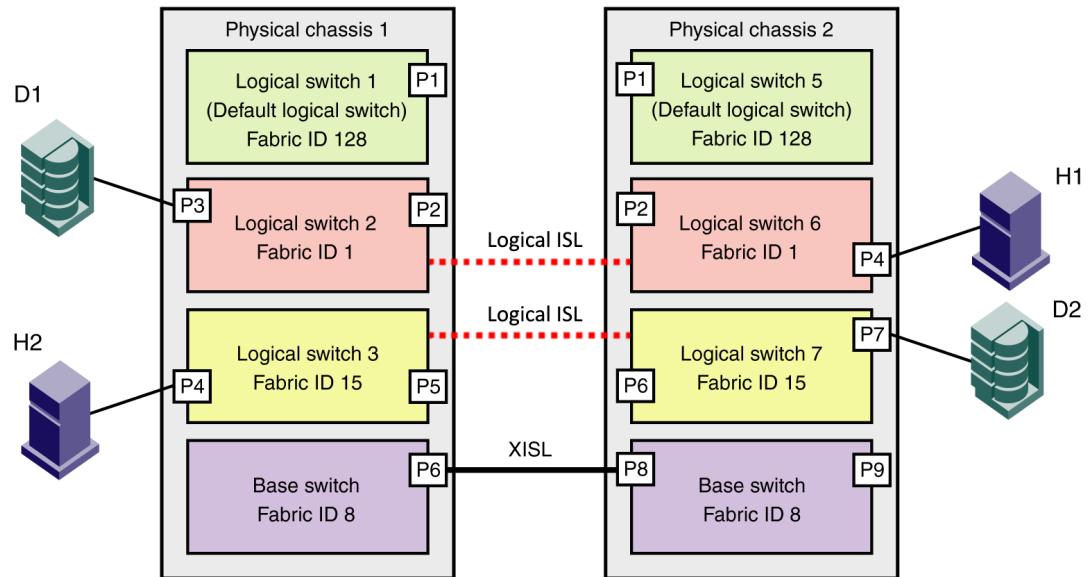 Physical chassis 1
Logical switch 1
(Default logical switch)
Fabric ID 128
P1
D1
P3
Logical switch 2
Fabric ID 1
P2
H2
P4
Logical switch 3
Fabric ID 15
P5
Base switch
Fabric ID 8
P6
Logical ISL
Logical ISL
XISL
Physical chassis 2
P1
Logical switch 5
(Default logical switch)
Fabric ID 128
P2
Logical switch 6
Fabric ID 1
P4
H1
P6
Logical switch 7
Fabric ID 15
P7
D2
P8
Base switch
Fabric ID 8
P9